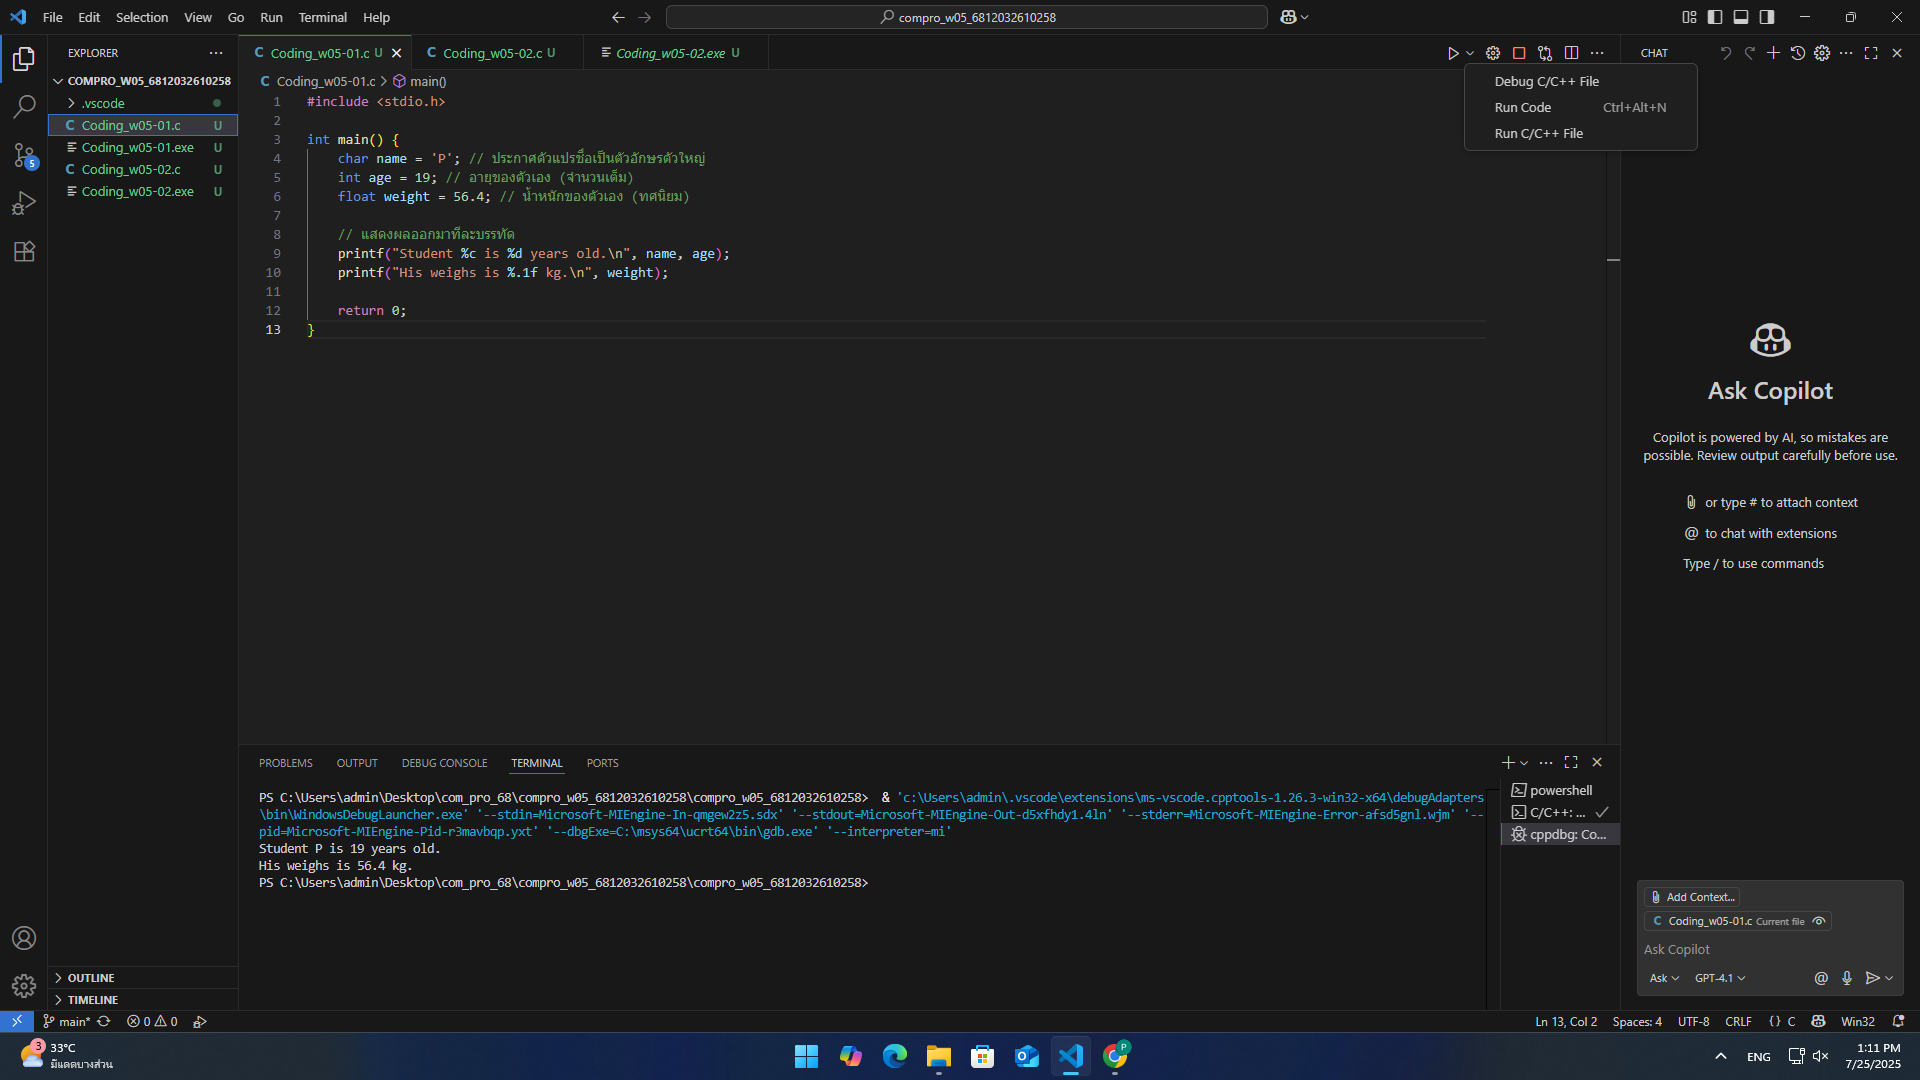 File Edit Selection View Go Run Terminal Help
compro_w05_6812032610258
EXPLORER
COMPRO_W05_6812032610258
.vscode
Coding_w05-01.c U
Coding_w05-01.exe U
Coding_w05-02.c U
Coding_w05-02.exe U
5
OUTLINE
TIMELINE
Coding_w05-01.c U
Coding_w05-02.c U
Coding_w05-02.exe U
Coding_w05-01.c > main()
1 #include <stdio.h>
2
3 int main() {
4 char name = 'P'; // ประกาศตัวแปรชื่อเป็นตัวอักษรตัวใหญ่
5 int age = 19; // อายุของตัวเอง (จำนวนเต็ม)
6 float weight = 56.4; // น้ำหนักของตัวเอง (ทศนิยม)
7
8 // แสดงผลออกมาทีละบรรทัด
9 printf("Student %c is %d years old.\n", name, age);
10 printf("His weighs is %.1f kg.\n", weight);
11
12 return 0;
13 }
Debug C/C++ File
Run Code Ctrl+Alt+N
Run C/C++ File
PROBLEMS OUTPUT DEBUG CONSOLE TERMINAL PORTS
PS C:\Users\admin\Desktop\com_pro_68\compro_w05_6812032610258\compro_w05_6812032610258> & 'c:\Users\admin\.vscode\extensions\ms-vscode.cpptools-1.26.3-win32-x64\debugAdapters
\bin\WindowsDebugLauncher.exe' '--stdin=Microsoft-MIEngine-In-qmgew2z5.sdx' '--stdout=Microsoft-MIEngine-Out-d5xfhdy1.4ln' '--stderr=Microsoft-MIEngine-Error-afsd5gnl.wjm' '--
pid=Microsoft-MIEngine-Pid-r3mavbqp.yxt' '--dbgExe=C:\msys64\ucrt64\bin\gdb.exe' '--interpreter=mi'
Student P is 19 years old.
His weighs is 56.4 kg.
PS C:\Users\admin\Desktop\com_pro_68\compro_w05_6812032610258\compro_w05_6812032610258>
powershell
C/C++: ...
cppdbg: Co...
CHAT
Ask Copilot
Copilot is powered by AI, so mistakes are
possible. Review output carefully before use.
or type # to attach context
@ to chat with extensions
Type / to use commands
Add Context...
Coding_w05-01.c Current file
Ask Copilot
Ask GPT-4.1
main* 0 0
Ln 13, Col 2 Spaces: 4 UTF-8 CRLF {} C Win32
3
33°C
มีแดดบางส่วน
P
ENG
1:11 PM
7/25/2025